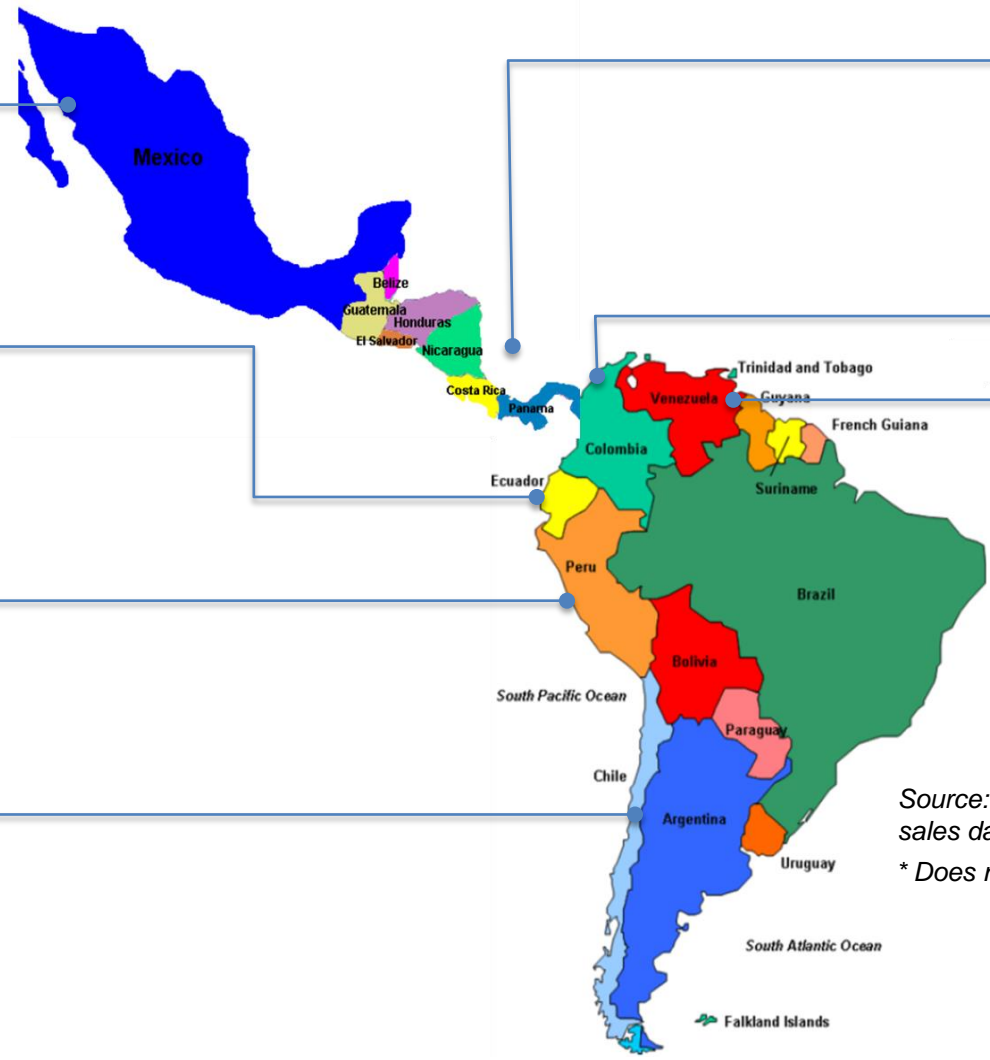 Mexico
Belize
Guatemala
Honduras
El Salvador
Nicaragua
Costa Rica
Panama
Trinidad and Tobago
Venezuela
Guyana
French Guiana
Colombia
Suriname
Ecuador
Peru
Brazil
Bolivia
South Pacific Ocean
Paraguay
Chile
Argentina
Source:
sales da
* Does
Uruguay
South Atlantic Ocean
Falkland Islands